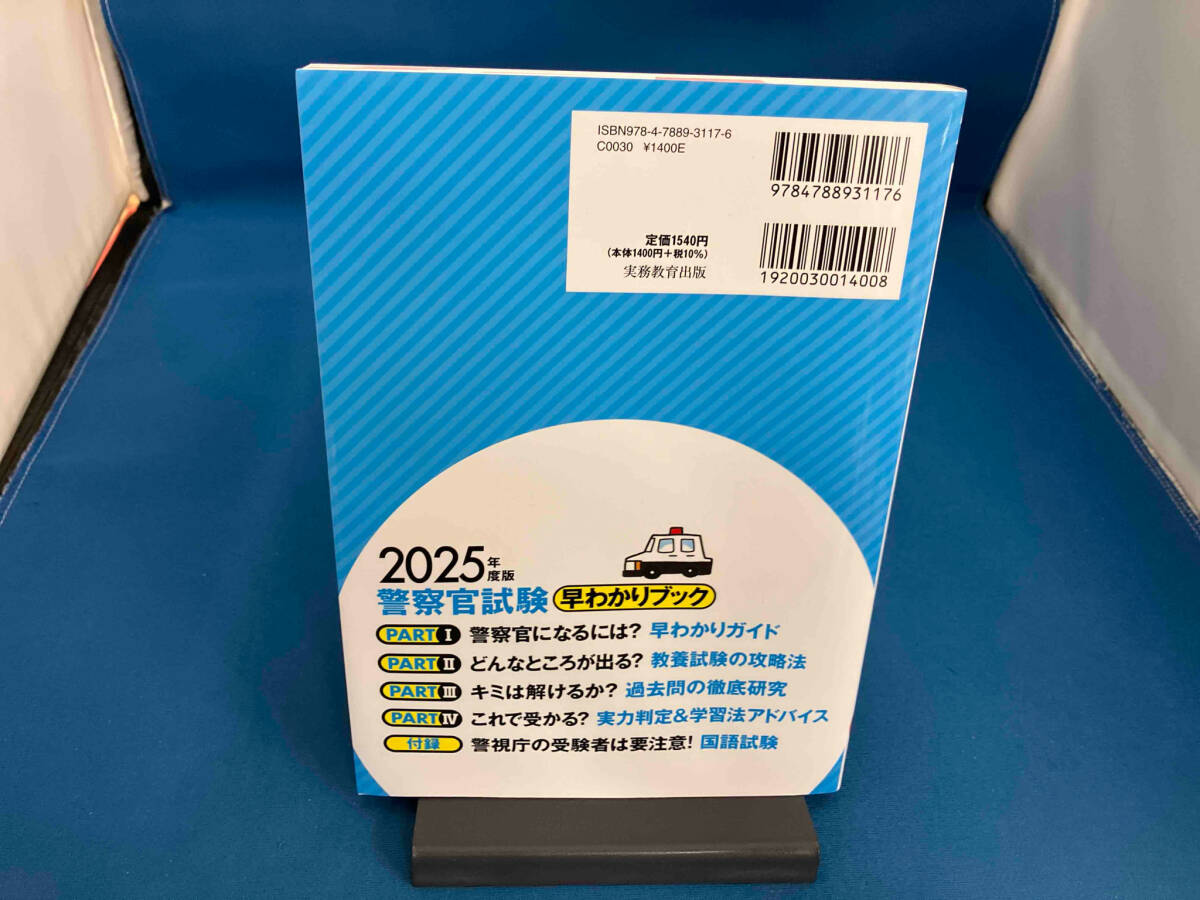 ISBN978-4-7889-3117-6
C0030 ¥1400E
9784788931176
定価1540円
(本体1400円+税10%)
実務教育出版
1920030014008
2025年度版
警察官試験 早わかりブック
PART I 警察官になるには? 早わかりガイド
PART II どんなところが出る? 教養試験の攻略法
PART III キミは解けるか? 過去問の徹底研究
PART IV これで受かる? 実力判定&学習法アドバイス
付録 警視庁の受験者は要注意! 国語試験